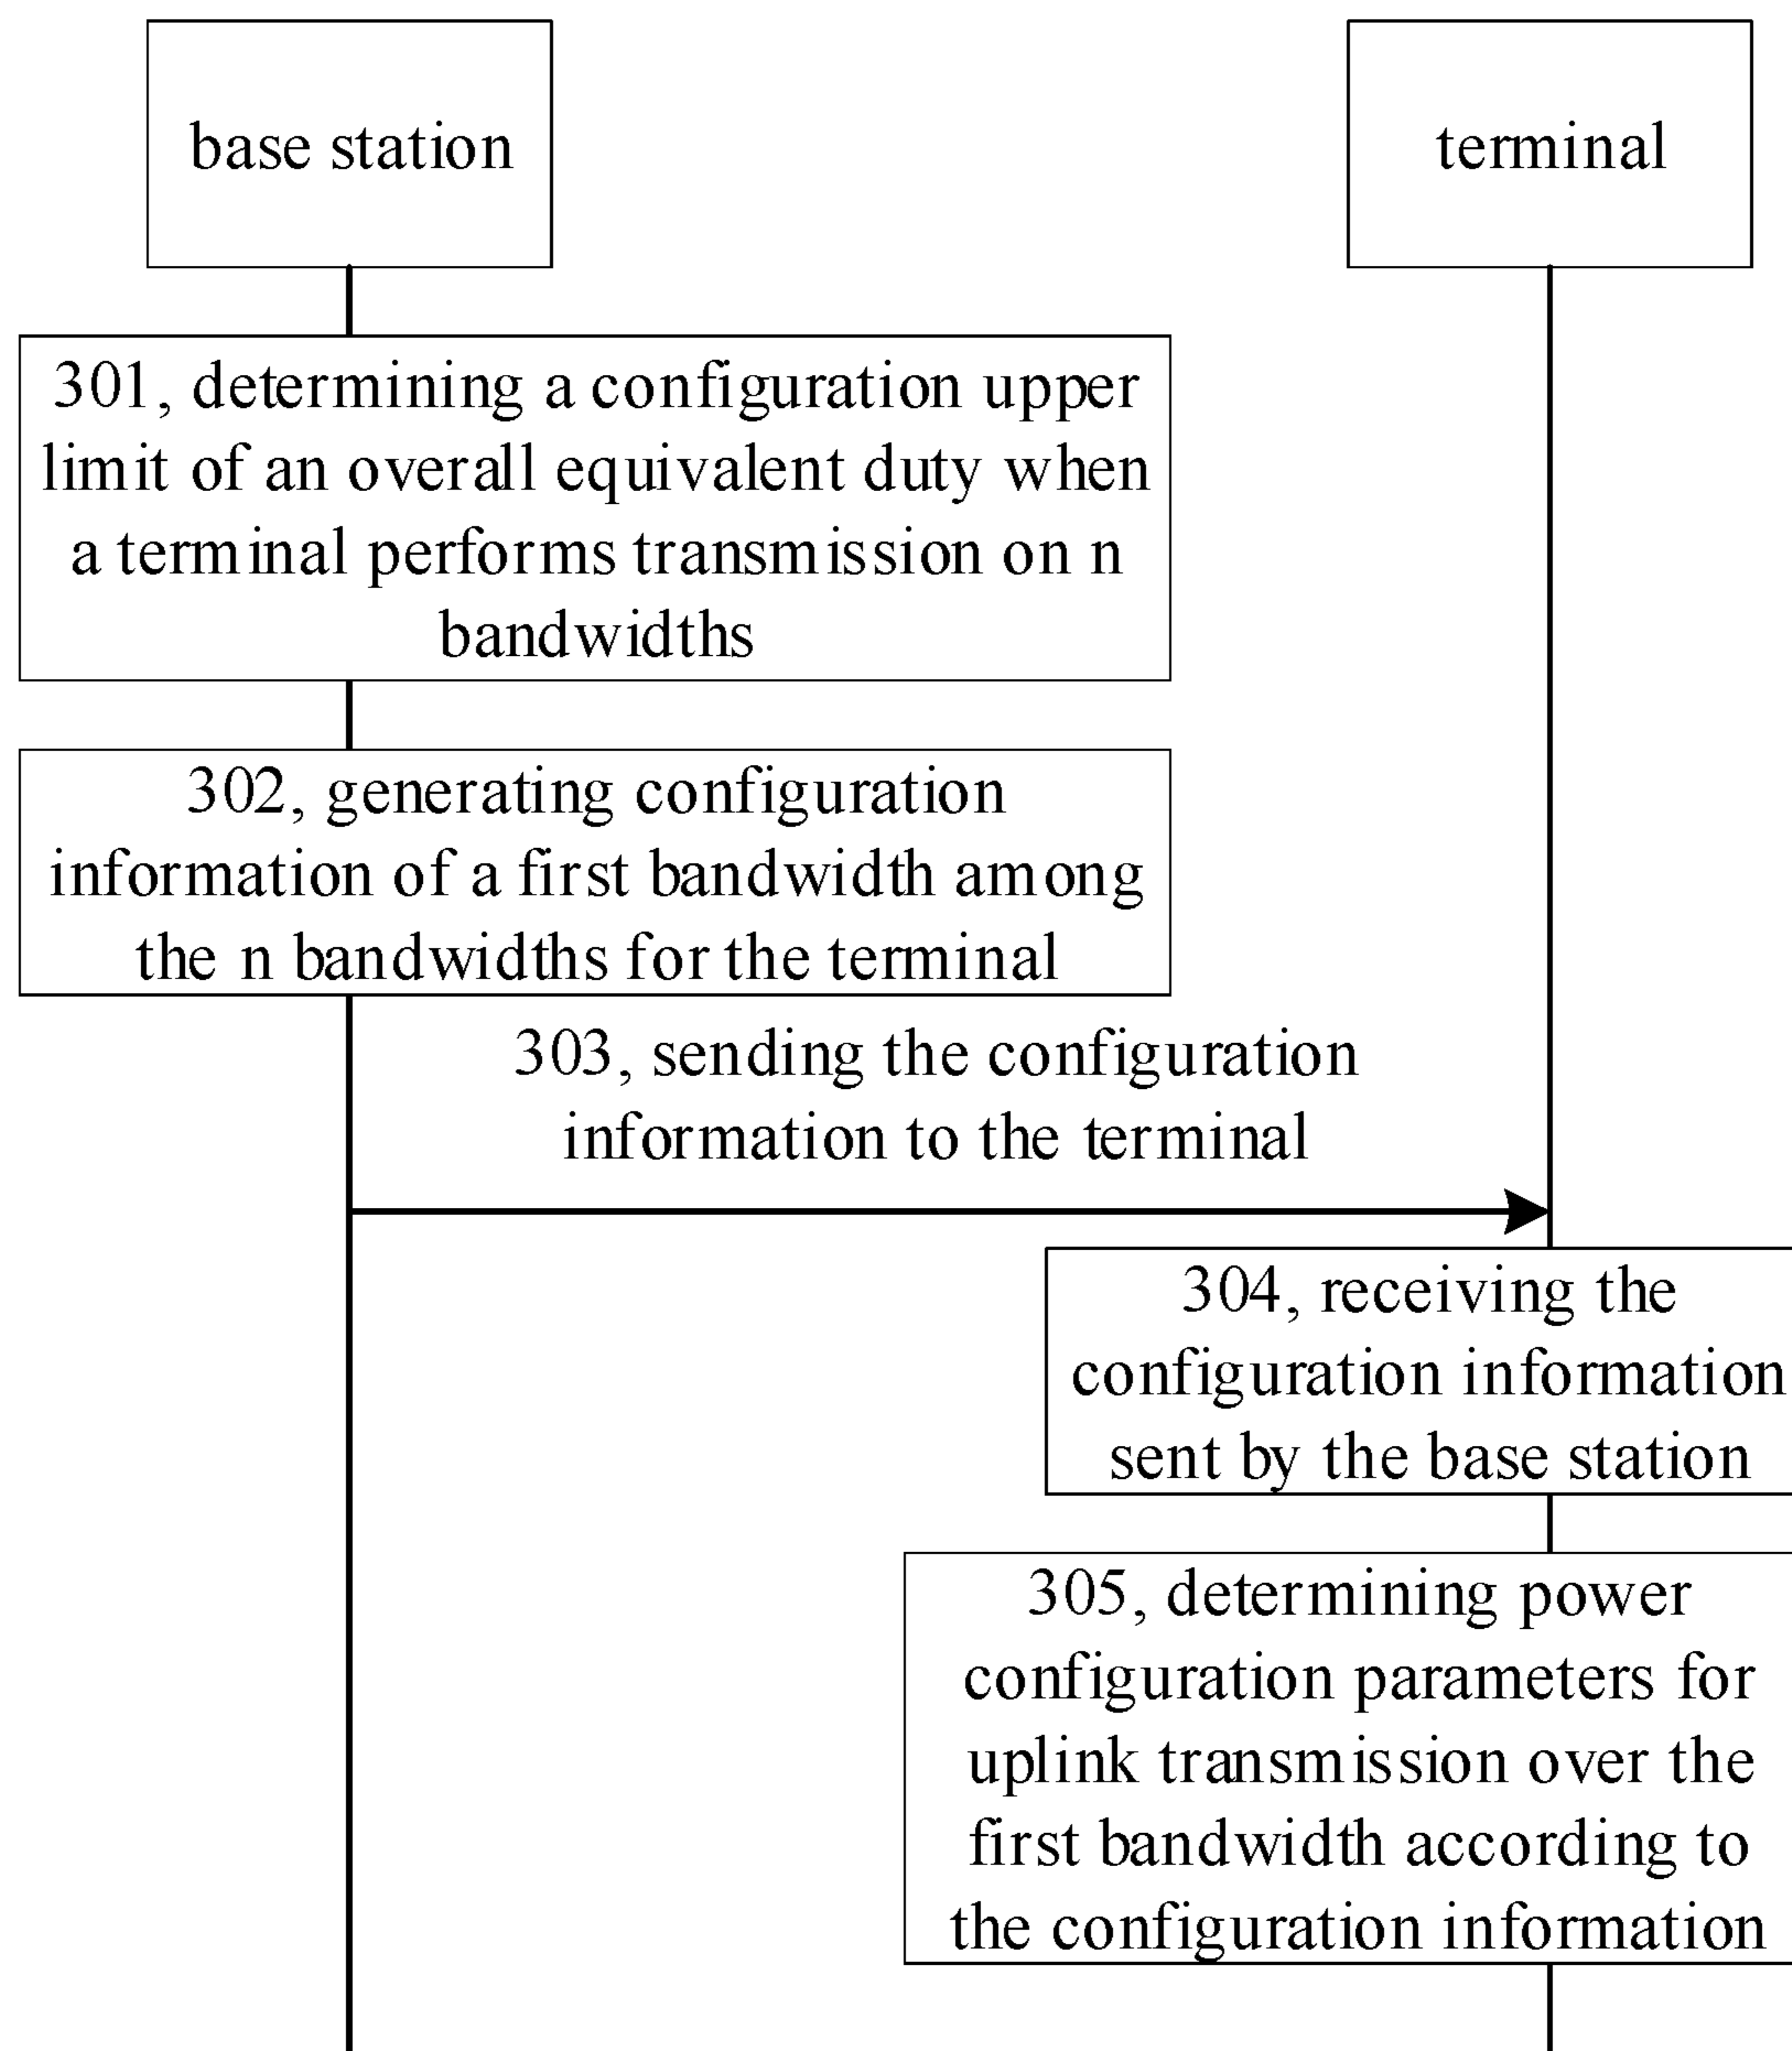 base station
terminal
301, determining a configuration upper
limit of an overall equivalent duty when
a terminal performs transmission on n
bandwidths
302, generating configuration
information of a first bandwidth among
the n bandwidths for the terminal
303, sending the configuration
information to the terminal
304, receiving the
configuration information
sent by the base station
305, determining power
configuration parameters for
uplink transmission over the
first bandwidth according to
the configuration information